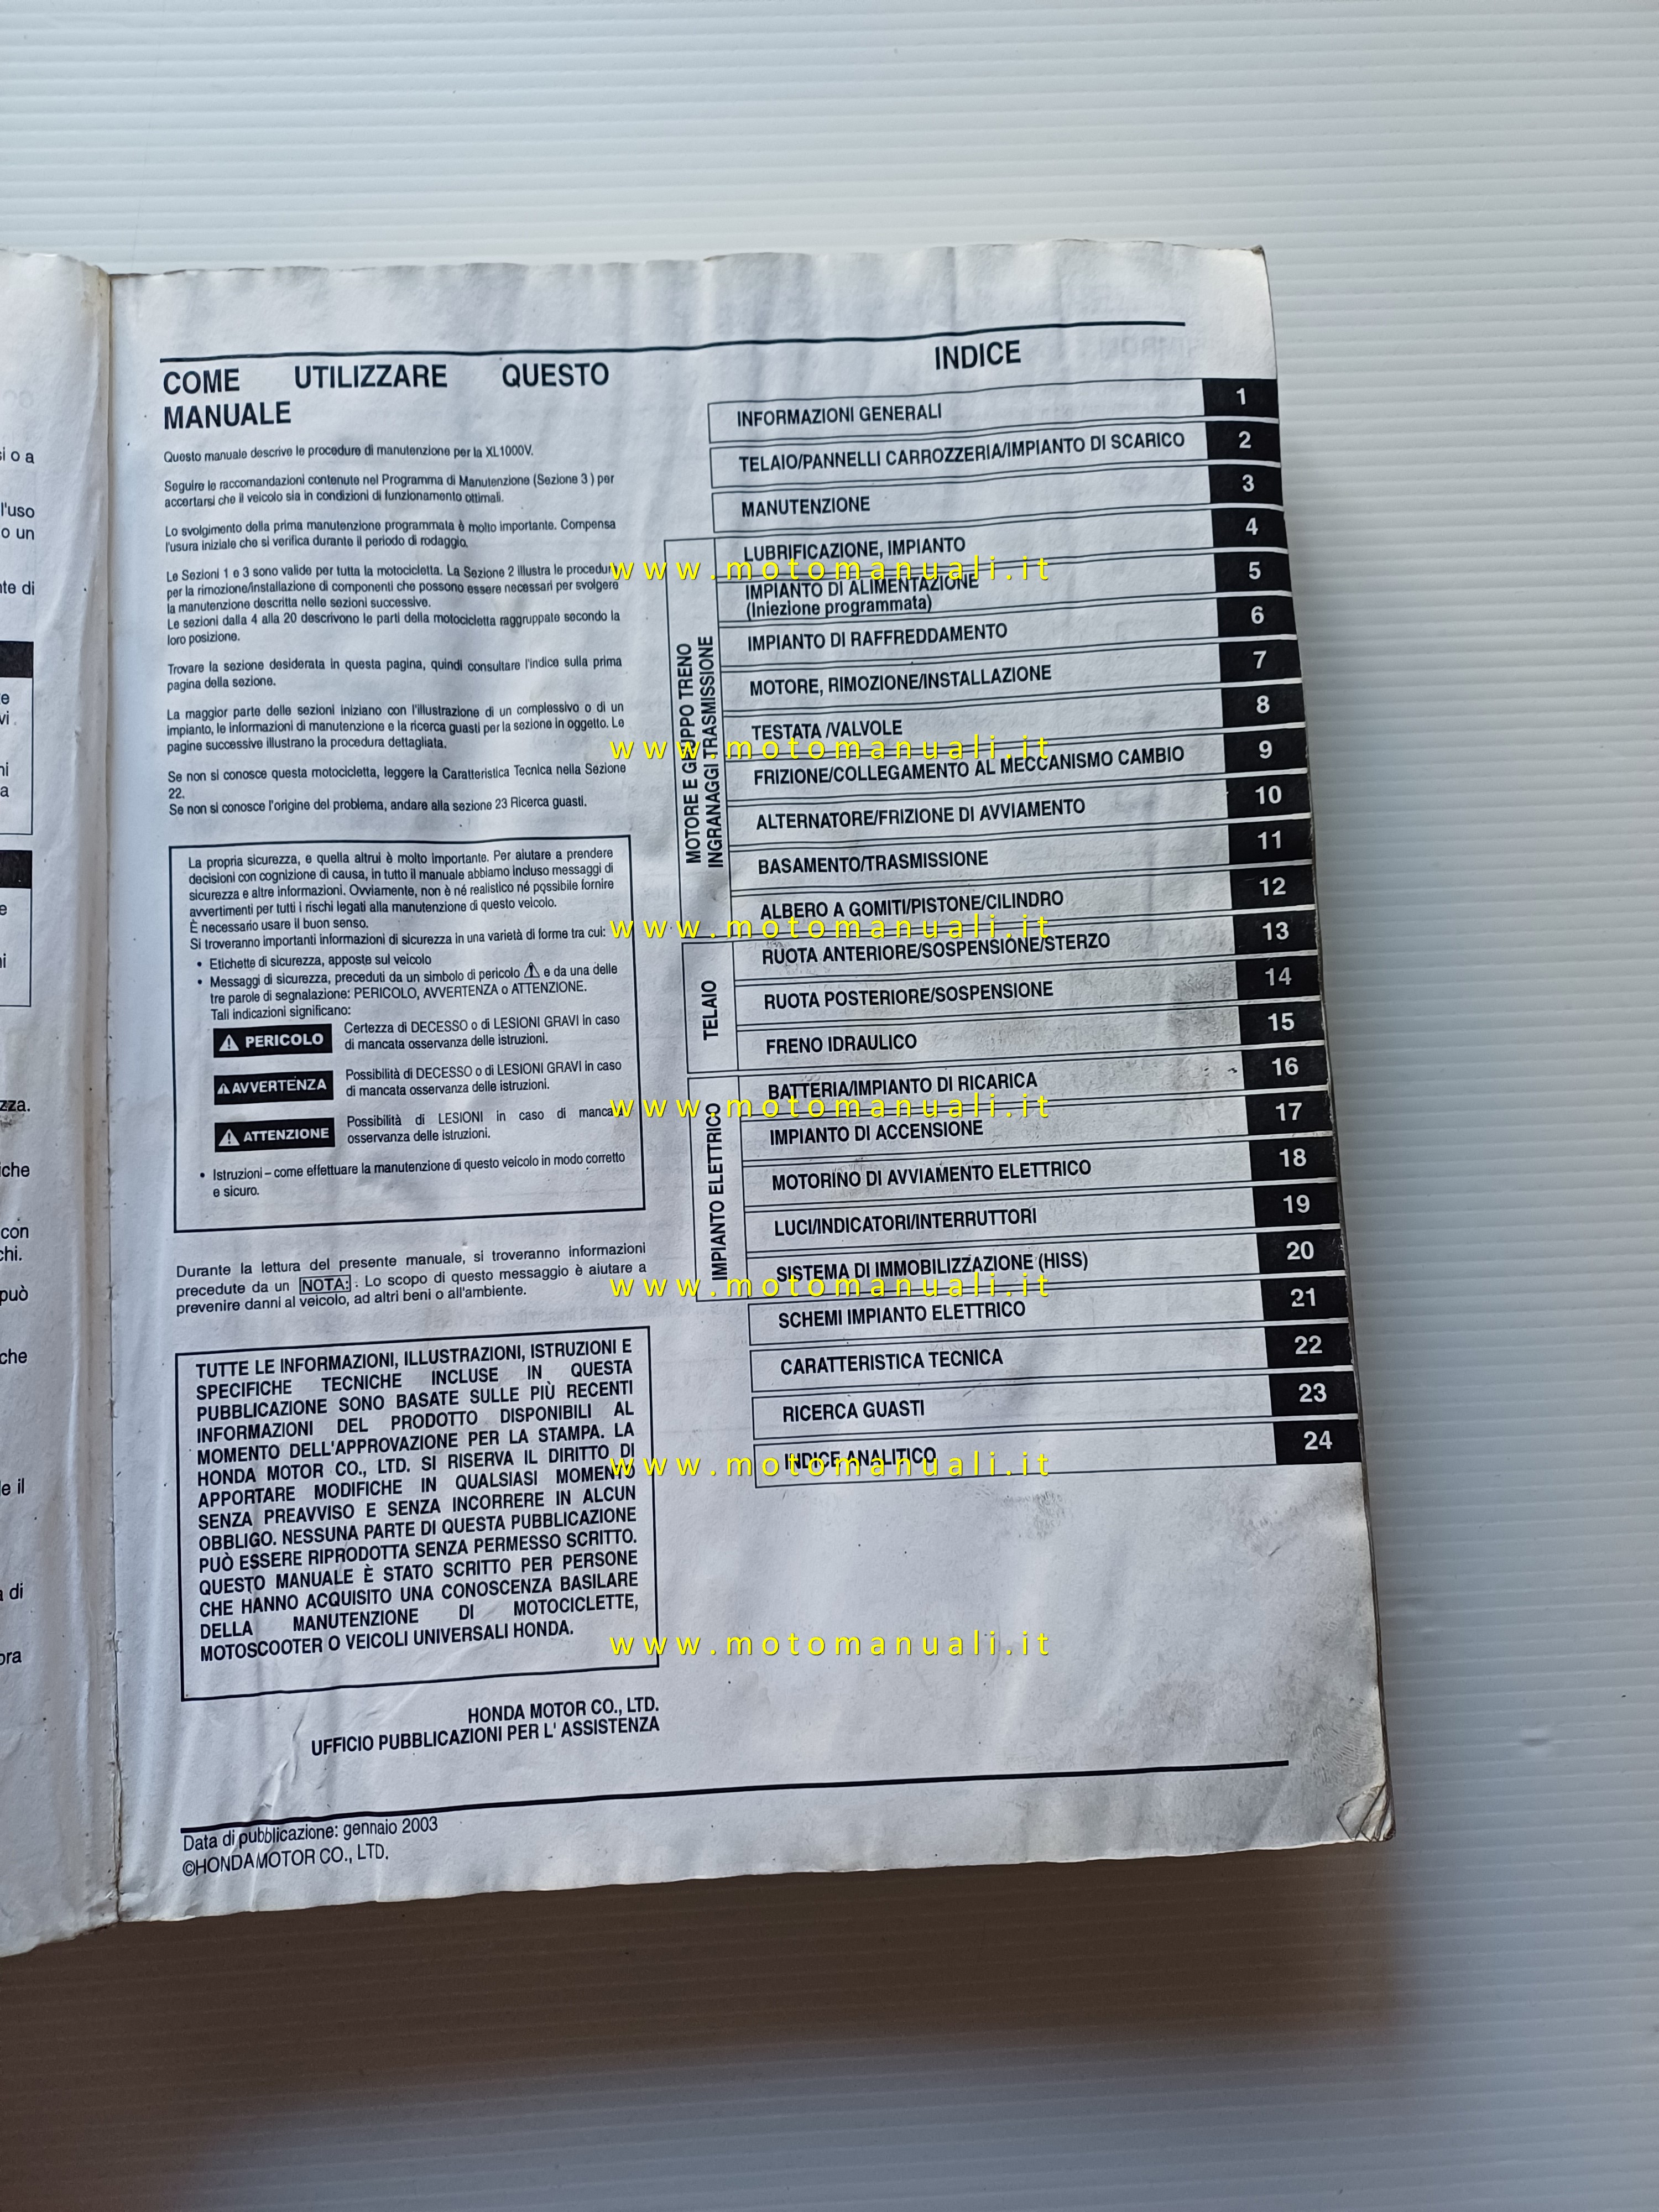 COME UTILIZZARE QUESTO
MANUALE
Questo manuale descrive le procedure di manutenzione per la XL1000V.
Seguire le raccomandazioni contenute nel Programma di Manutenzione (Sezione 3 ) per
accertarsi che il veicolo sia in condizioni di funzionamento ottimali.
Lo svolgimento della prima manutenzione programmata è molto importante. Compensa
l'usura iniziale che si verifica durante il periodo di rodaggio.
Le Sezioni 1 e 3 sono valide per tutta la motocicletta. La Sezione 2 illustra le procedure
per la rimozione/installazione di componenti che possono essere necessari per svolgere
la manutenzione descritta nelle sezioni successive.
Le sezioni dalla 4 alla 20 descrivono le parti della motocicletta raggruppate secondo la
loro posizione.
Trovare la sezione desiderata in questa pagina, quindi consultare l'indice sulla prima
pagina della sezione.
La maggior parte delle sezioni iniziano con l'illustrazione di un complessivo o di un
impianto, le informazioni di manutenzione e la ricerca guasti per la sezione in oggetto. Le
pagine successive illustrano la procedura dettagliata.
Se non si conosce questa motocicletta, leggere la Caratteristica Tecnica nella Sezione
22.
Se non si conosce l'origine del problema, andare alla sezione 23 Ricerca guasti.
La propria sicurezza, e quella altrui è molto importante. Per aiutare a prendere
decisioni con cognizione di causa, in tutto il manuale abbiamo incluso messaggi di
sicurezza e altre informazioni. Ovviamente, non è né realistico né possibile fornire
avvertimenti per tutti i rischi legati alla manutenzione di questo veicolo.
È necessario usare il buon senso.
Si troveranno importanti informazioni di sicurezza in una varietà di forme tra cui:
• Etichette di sicurezza, apposte sul veicolo
• Messaggi di sicurezza, preceduti da un simbolo di pericolo ⚠ e da una delle
tre parole di segnalazione: PERICOLO, AVVERTENZA o ATTENZIONE.
Tali indicazioni significano:
⚠ PERICOLO
Certezza di DECESSO o di LESIONI GRAVI in caso
di mancata osservanza delle istruzioni.
⚠ AVVERTENZA
Possibilità di DECESSO o di LESIONI GRAVI in caso
di mancata osservanza delle istruzioni.
⚠ ATTENZIONE
Possibilità di LESIONI in caso di manca
osservanza delle istruzioni.
• Istruzioni – come effettuare la manutenzione di questo veicolo in modo corretto
e sicuro.
Durante la lettura del presente manuale, si troveranno informazioni
precedute da un NOTA: . Lo scopo di questo messaggio è aiutare a
prevenire danni al veicolo, ad altri beni o all'ambiente.
TUTTE LE INFORMAZIONI, ILLUSTRAZIONI, ISTRUZIONI E
SPECIFICHE TECNICHE INCLUSE IN QUESTA
PUBBLICAZIONE SONO BASATE SULLE PIÙ RECENTI
INFORMAZIONI DEL PRODOTTO DISPONIBILI AL
MOMENTO DELL'APPROVAZIONE PER LA STAMPA. LA
HONDA MOTOR CO., LTD. SI RISERVA IL DIRITTO DI
APPORTARE MODIFICHE IN QUALSIASI MOMENTO
SENZA PREAVVISO E SENZA INCORRERE IN ALCUN
OBBLIGO. NESSUNA PARTE DI QUESTA PUBBLICAZIONE
PUÒ ESSERE RIPRODOTTA SENZA PERMESSO SCRITTO.
QUESTO MANUALE È STATO SCRITTO PER PERSONE
CHE HANNO ACQUISITO UNA CONOSCENZA BASILARE
DELLA MANUTENZIONE DI MOTOCICLETTE,
MOTOSCOOTER O VEICOLI UNIVERSALI HONDA.
HONDA MOTOR CO., LTD.
UFFICIO PUBBLICAZIONI PER L' ASSISTENZA
Data di pubblicazione: gennaio 2003
©HONDA MOTOR CO., LTD.
INDICE
INFORMAZIONI GENERALI 1
TELAIO/PANNELLI CARROZZERIA/IMPIANTO DI SCARICO 2
MANUTENZIONE 3
MOTORE E GRUPPO TRENO
INGRANAGGI TRASMISSIONE
LUBRIFICAZIONE, IMPIANTO 4
IMPIANTO DI ALIMENTAZIONE 5
(Iniezione programmata)
IMPIANTO DI RAFFREDDAMENTO 6
MOTORE, RIMOZIONE/INSTALLAZIONE 7
TESTATA /VALVOLE 8
FRIZIONE/COLLEGAMENTO AL MECCANISMO CAMBIO 9
ALTERNATORE/FRIZIONE DI AVVIAMENTO 10
BASAMENTO/TRASMISSIONE 11
ALBERO A GOMITI/PISTONE/CILINDRO 12
TELAIO
RUOTA ANTERIORE/SOSPENSIONE/STERZO 13
RUOTA POSTERIORE/SOSPENSIONE 14
FRENO IDRAULICO 15
IMPIANTO ELETTRICO
BATTERIA/IMPIANTO DI RICARICA 16
IMPIANTO DI ACCENSIONE 17
MOTORINO DI AVVIAMENTO ELETTRICO 18
LUCI/INDICATORI/INTERRUTTORI 19
SISTEMA DI IMMOBILIZZAZIONE (HISS) 20
SCHEMI IMPIANTO ELETTRICO 21
CARATTERISTICA TECNICA 22
RICERCA GUASTI 23
INDICE ANALITICO 24
www.motomanuali.it
www.motomanuali.it
www.motomanuali.it
www.motomanuali.it
www.motomanuali.it
www.motomanuali.it
www.motomanuali.it